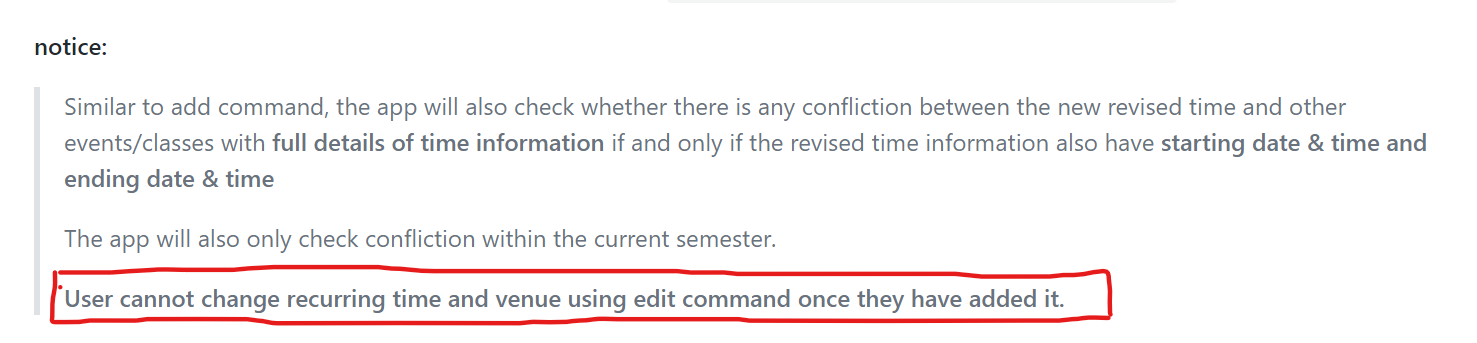 notice:
Similar to add command, the app will also check whether there is any confliction between the new revised time and other
events/classes with full details of time information if and only if the revised time information also have starting date & time and
ending date & time
The app will also only check confliction within the current semester.
User cannot change recurring time and venue using edit command once they have added it.